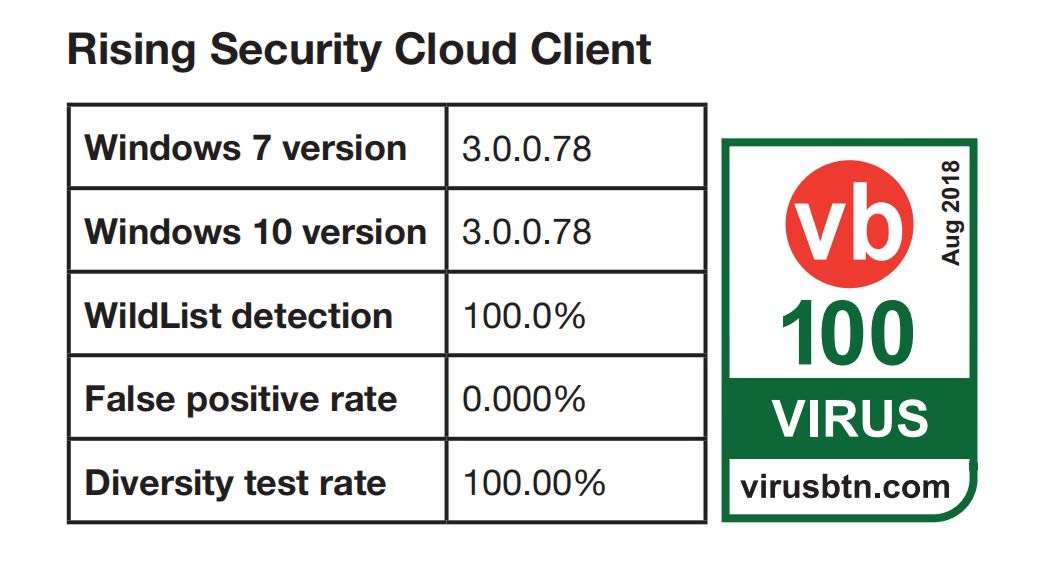 Rising Security Cloud Client
Windows 7 version 3.0.0.78
Windows 10 version 3.0.0.78
WildList detection 100.0%
False positive rate 0.000%
Diversity test rate 100.00%
vb
Aug 2018
100
VIRUS
virusbtn.com